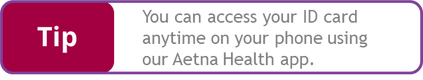 Tip
You can access your ID card
anytime on your phone using
our Aetna Health app.